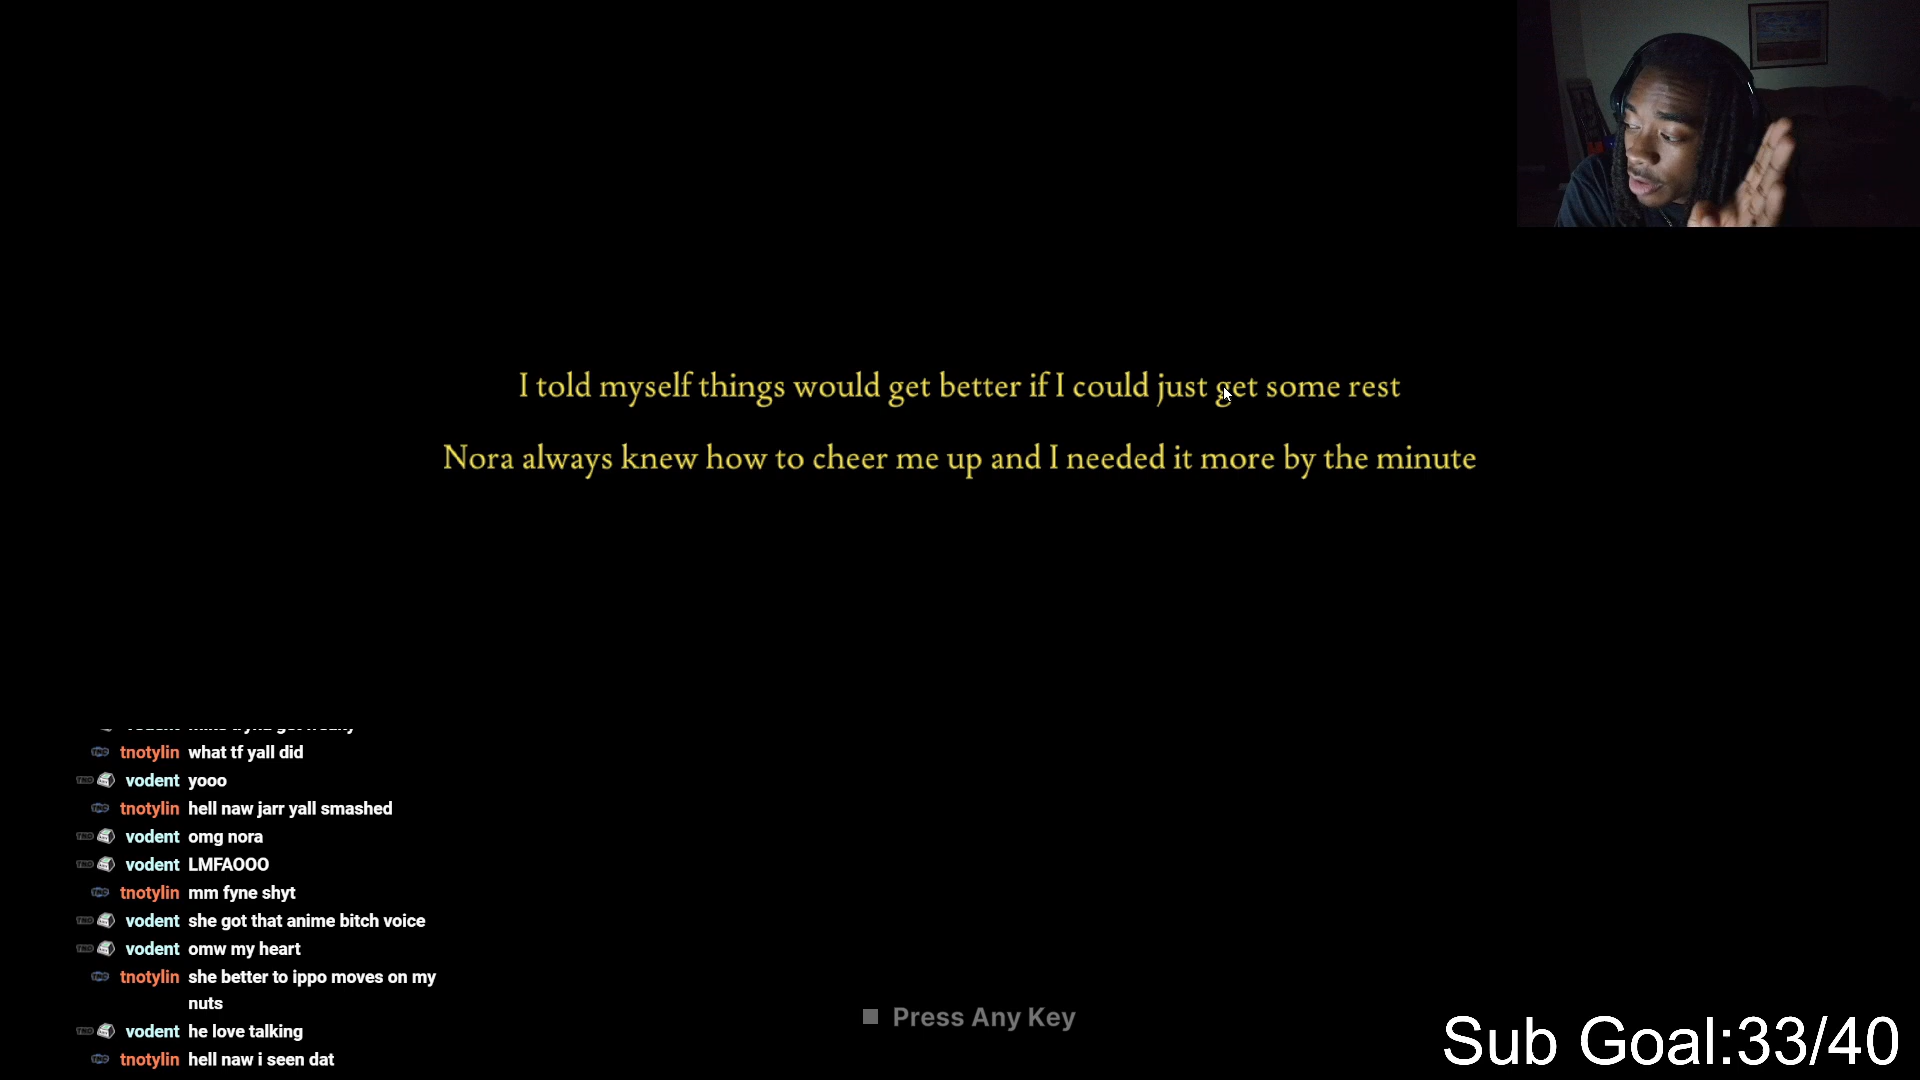 I told myself things would get better if I could just get some rest
Nora always knew how to cheer me up and I needed it more by the minute
tnotylin what tf yall did
vodent yooo
tnotylin hell naw jarr yall smashed
vodent omg nora
vodent LMFAOOO
tnotylin mm fyne shyt
vodent she got that anime bitch voice
vodent omw my heart
tnotylin she better to ippo moves on my
nuts
vodent he love talking
tnotylin hell naw i seen dat
Press Any Key
Sub Goal:33/40